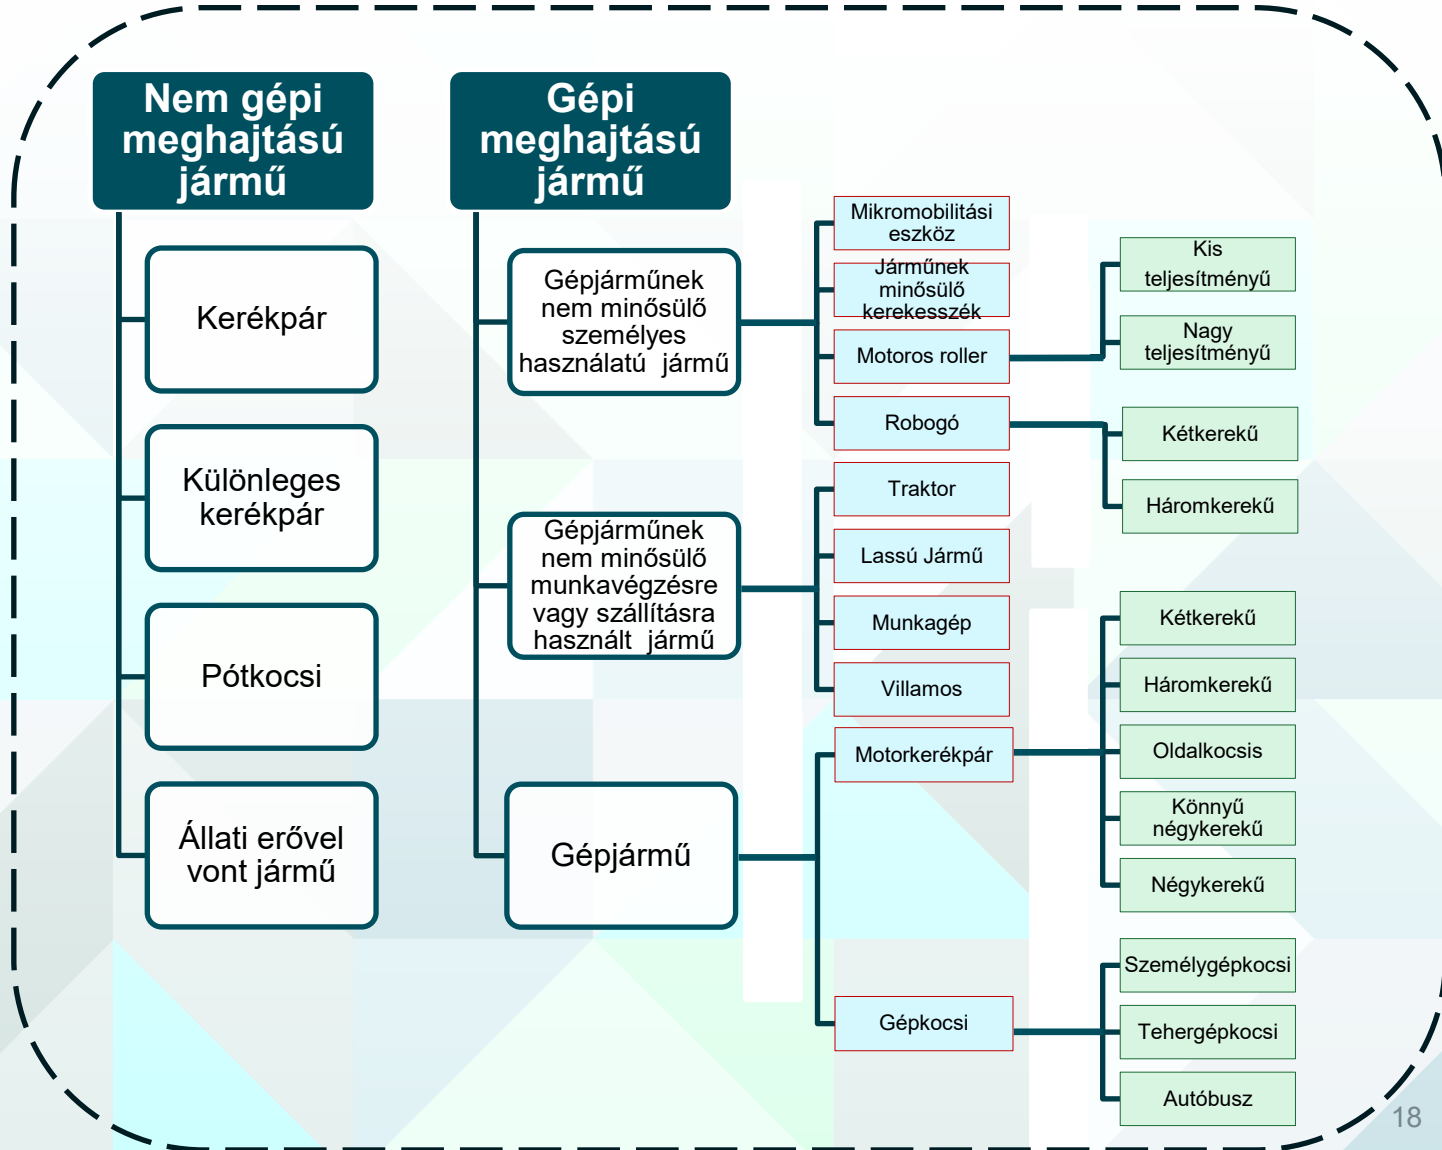 Nem gépi
meghajtású
jármű
Kerékpár
Különleges
kerékpár
Pótkocsi
Állati erővel
vont jármű
Gépi
meghajtású
jármű
Gépjárműnek
nem minősülő
személyes
használatú jármű
Gépjárműnek
nem minősülő
munkavégzésre
vagy szállításra
használt jármű
Gépjármű
Mikromobilitási
eszköz
Járműnek
minősülő
kerekesszék
Motoros roller
Robogó
Traktor
Lassú Jármű
Munkagép
Villamos
Motorkerékpár
Gépkocsi
Kis
teljesítményű
Nagy
teljesítményű
Kétkerekű
Háromkerekű
Kétkerekű
Háromkerekű
Oldalkocsis
Könnyű
négykerekű
Négykerekű
Személygépkocsi
Tehergépkocsi
Autóbusz
18